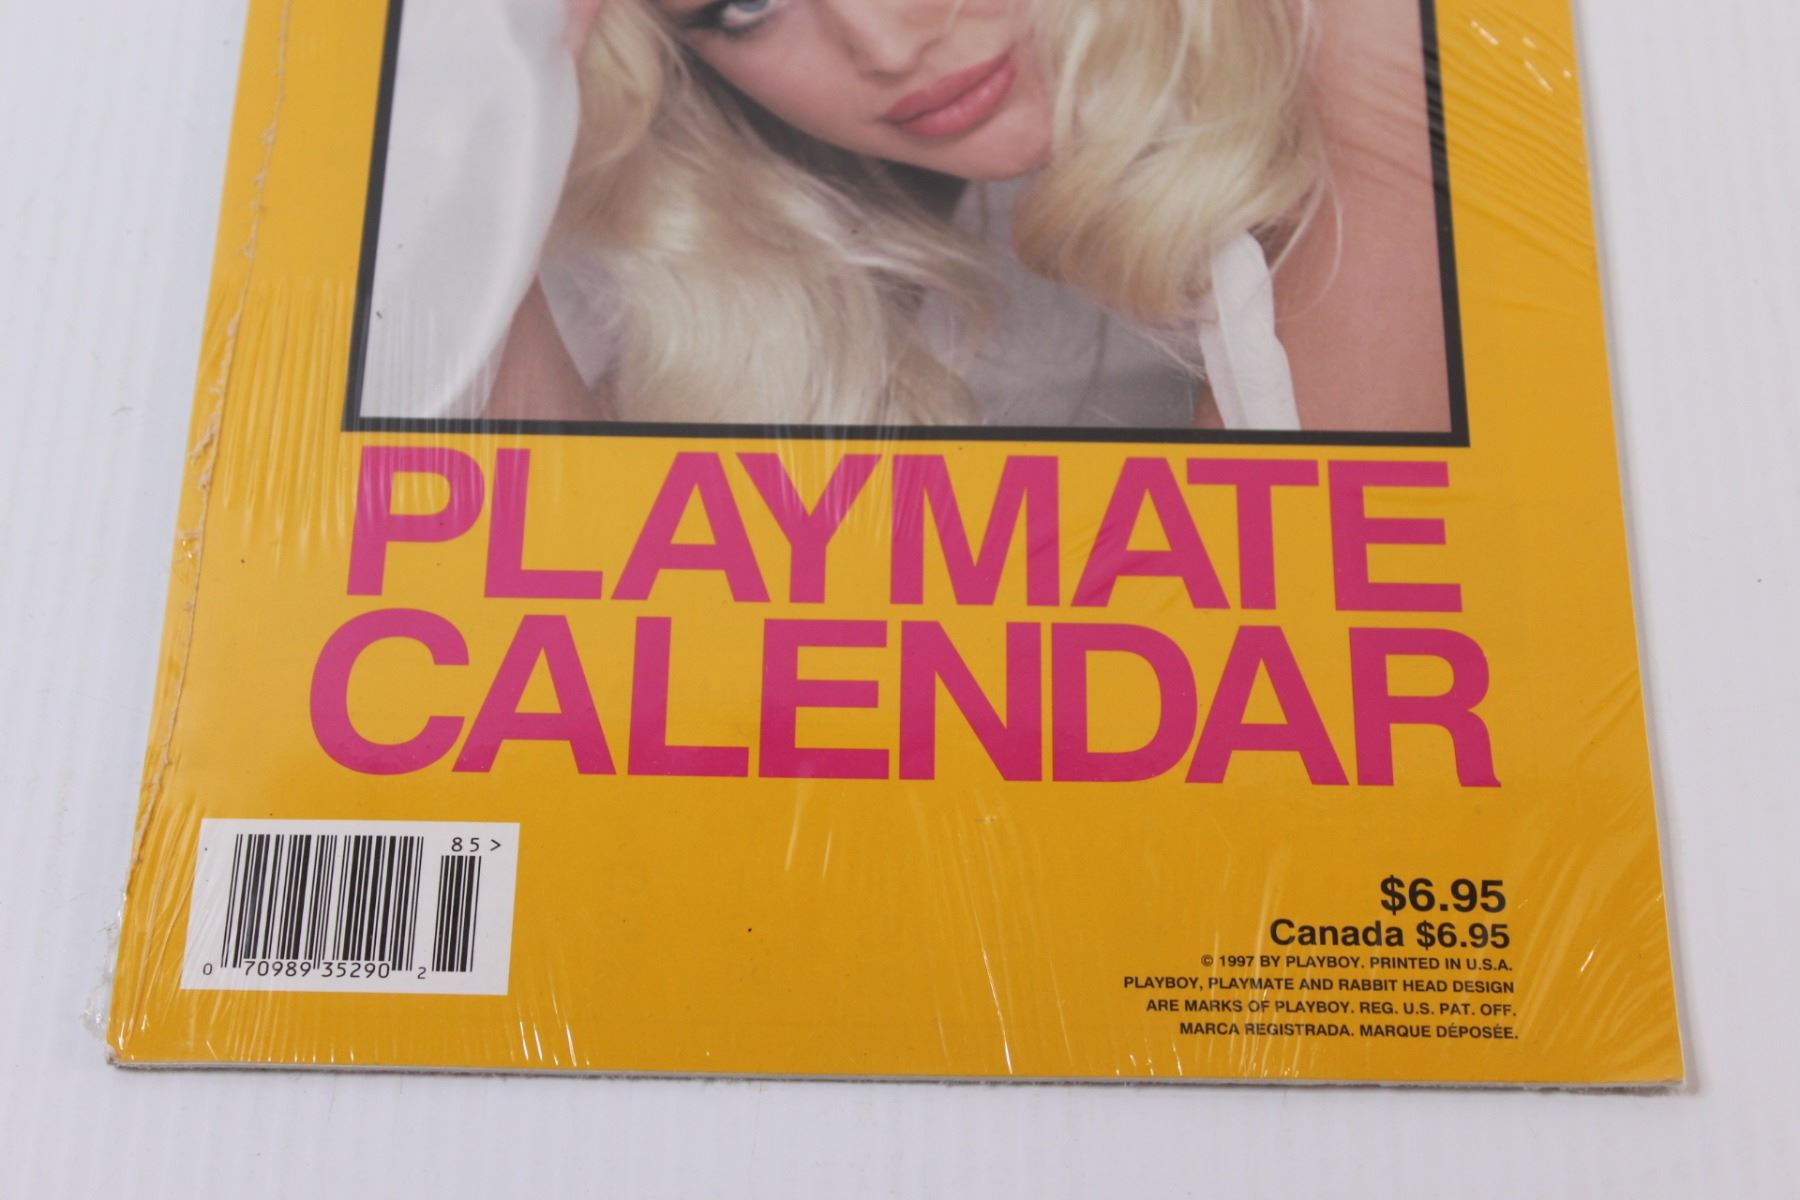 PLAYMATE
CALENDAR
85>
0 70989 35290 2
$6.95
Canada $6.95
© 1997 BY PLAYBOY. PRINTED IN U.S.A.
PLAYBOY, PLAYMATE AND RABBIT HEAD DESIGN
ARE MARKS OF PLAYBOY. REG. U.S. PAT. OFF.
MARCA REGISTRADA. MARQUE DÉPOSÉE.